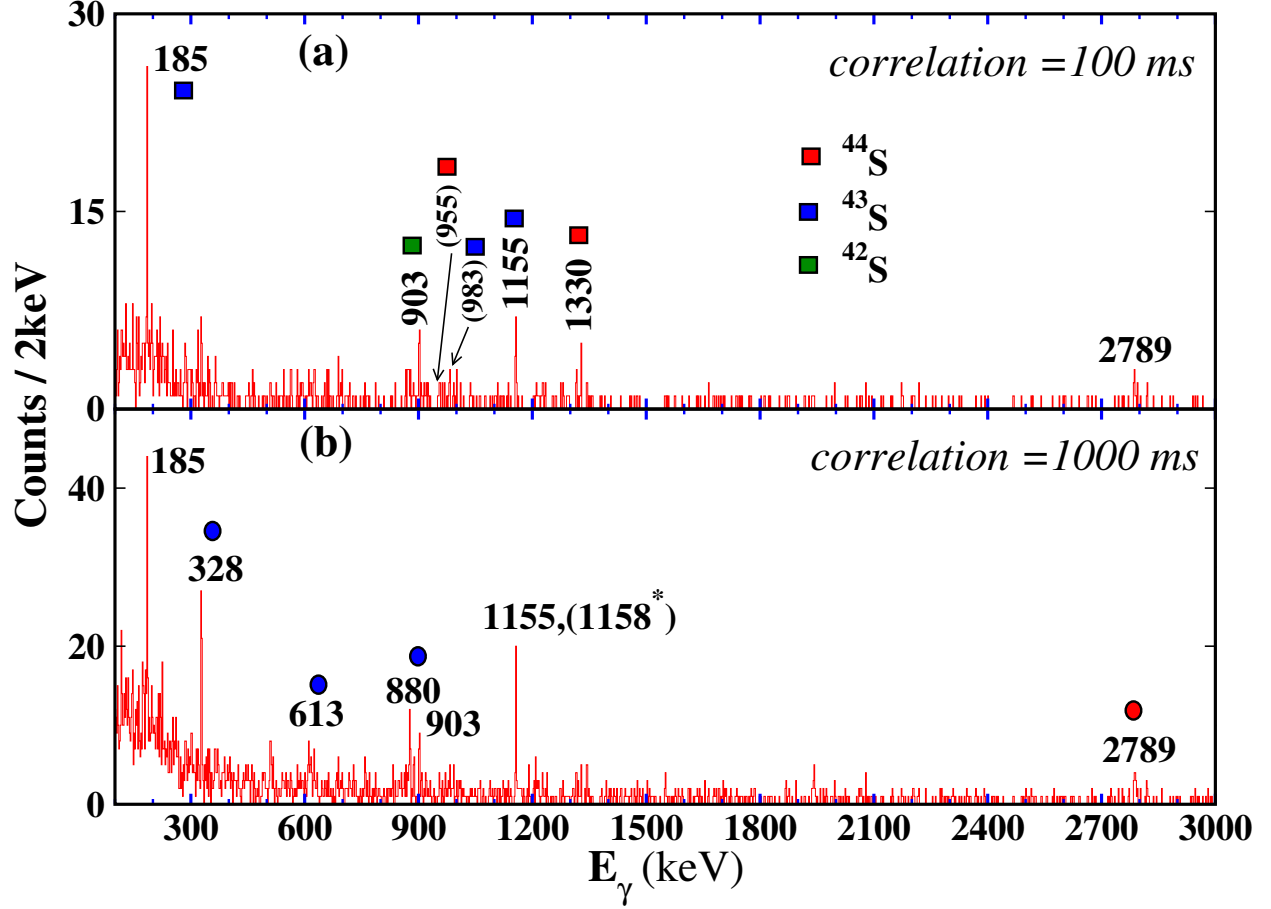 30
(a)
correlation =100 ms
185
44S
43S
42S
15
903
(955)
(983)
1155
1330
2789
0
Counts / 2keV
(b)
correlation =1000 ms
185
40
328
613
880
903
1155,(1158*)
2789
20
0
300 600 900 1200 1500 1800 2100 2400 2700 3000
Eγ (keV)